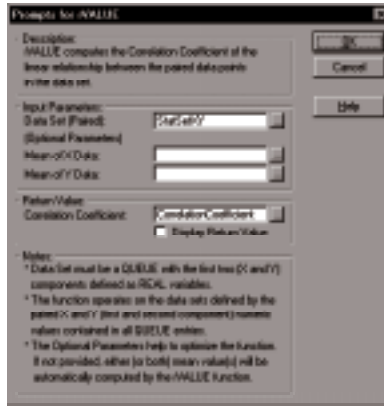 Prompts for rVALUE
Description:
rVALUE computes the Correlation Coefficient of the
linear relationship between the paired data points
in the data set.
Input Parameters:
Data Set (Paired): StatSetXY
(Optional Parameters)
Mean of X Data:
Mean of Y Data:
Return Value:
Correlation Coefficient: CorrelationCoefficient
Display Return Value
Notes:
* Data Set must be a QUEUE with the first two (X and Y)
components defined as REAL variables.
* The function operates on the data sets defined by the
paired X and Y (first and second component) numeric
values contained in all QUEUE entries.
* The Optional Parameters help to optimize the function.
If not provided, either (or both) mean value(s) will be
automatically computed by the rVALUE function.
OK
Cancel
Help